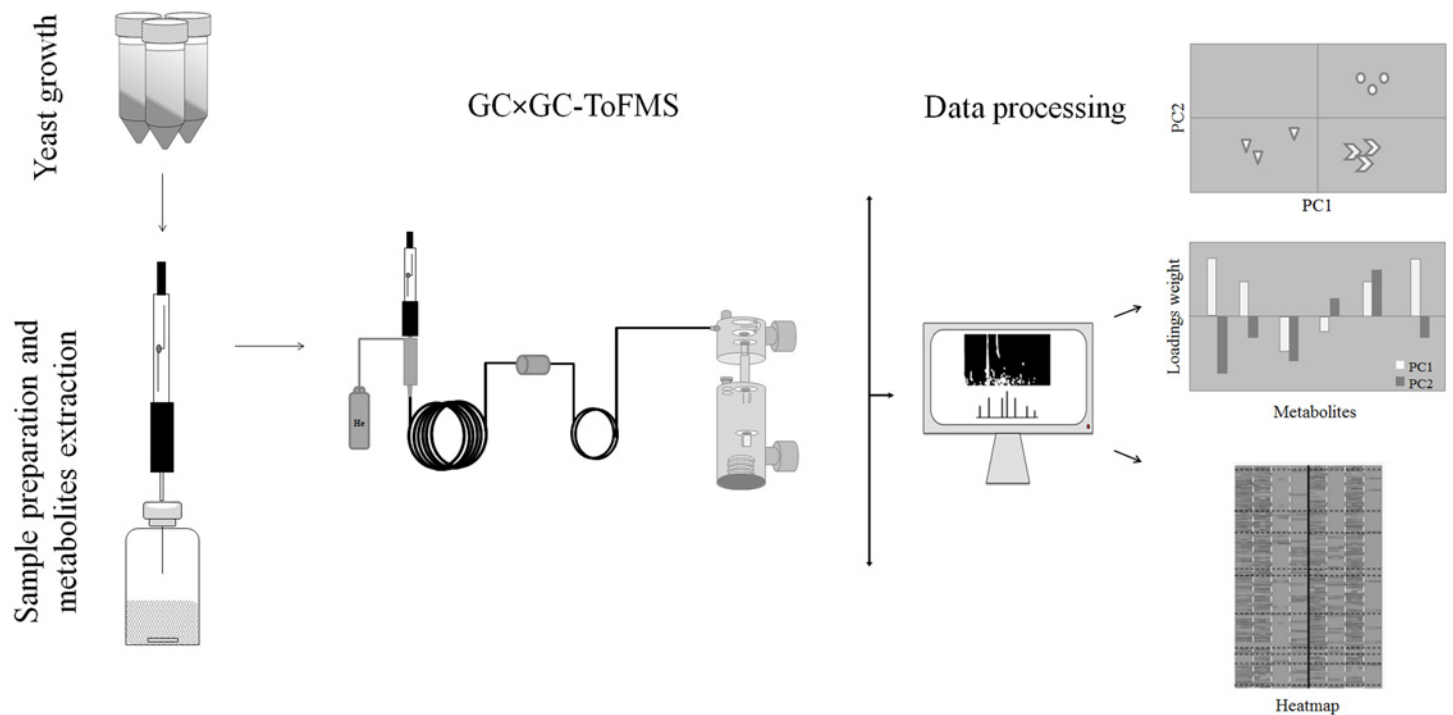 Yeast growth
Sample preparation and
metabolites extraction
GC×GC-ToFMS
He
Data processing
PC2
PC1
Loadings weight
PC1
PC2
Metabolites
Heatmap